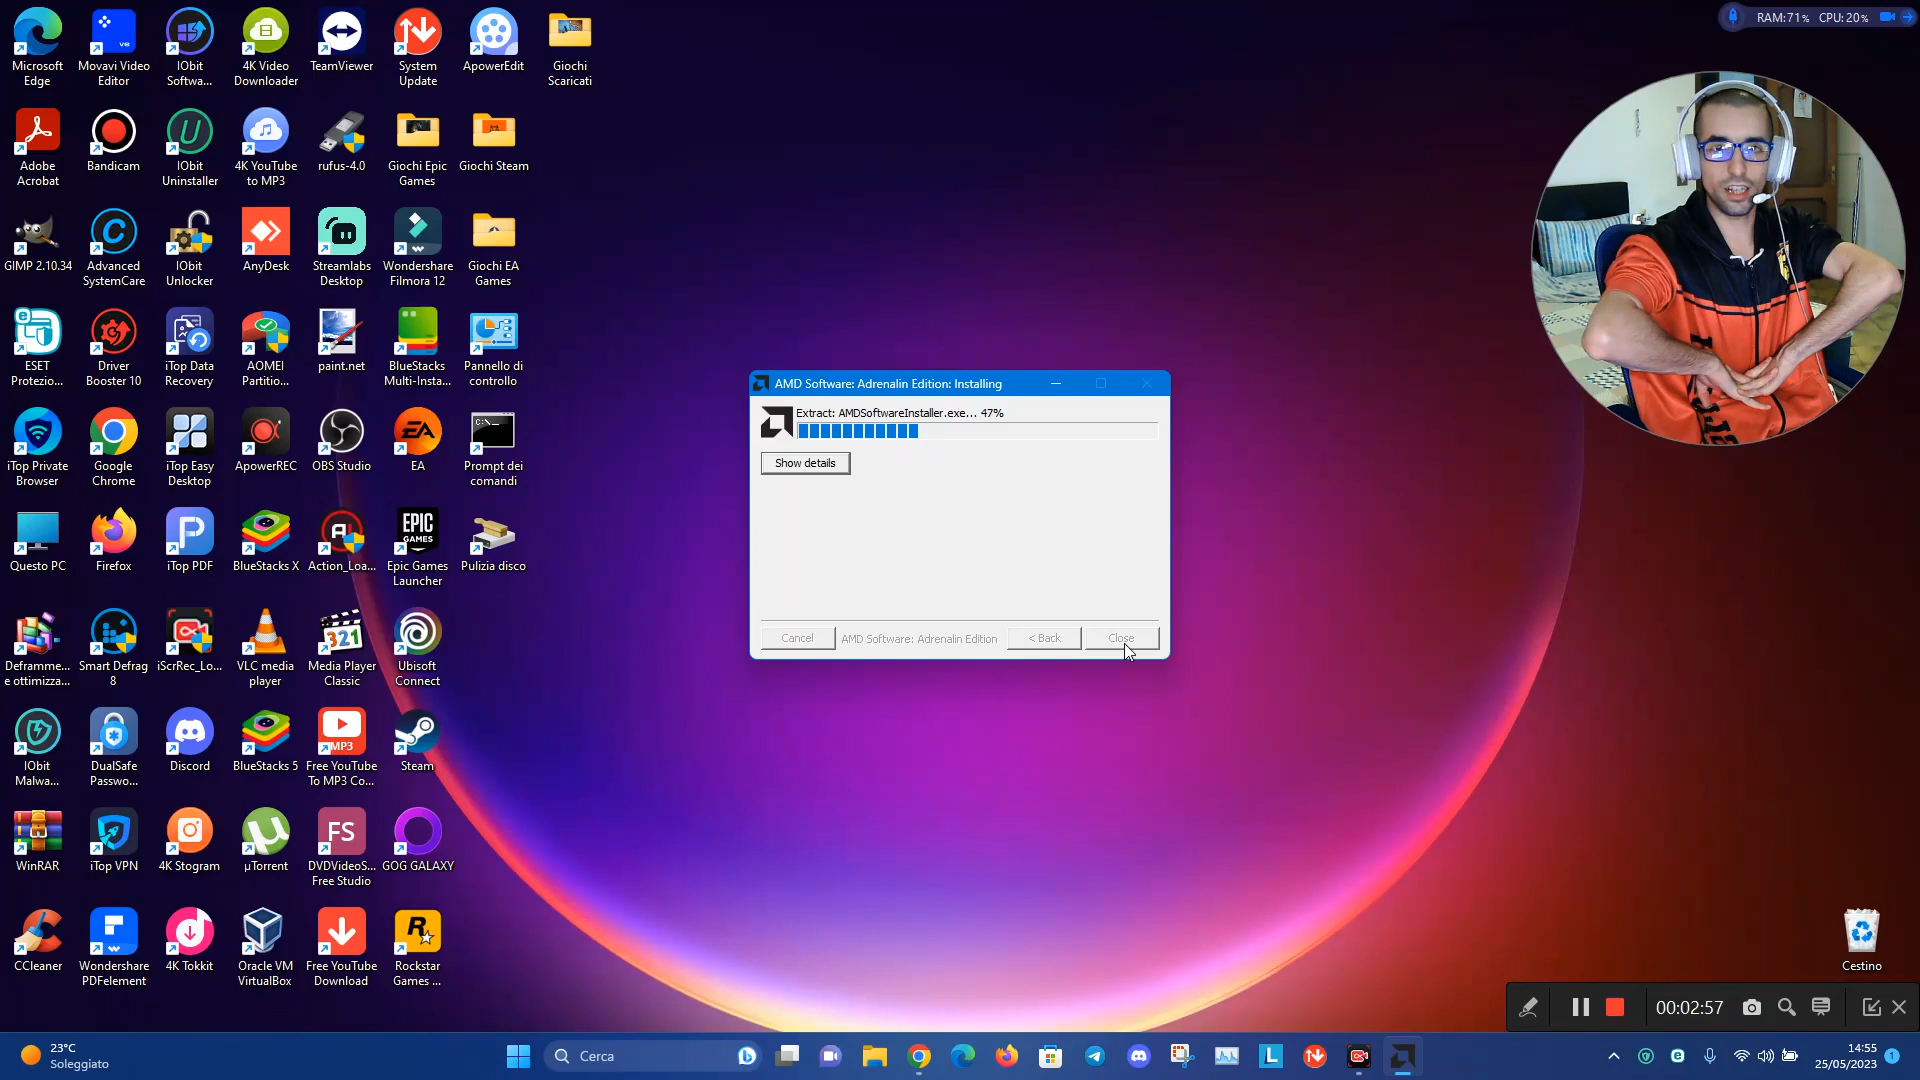 RAM:71% CPU: 20%
Microsoft
Edge
Movavi Video
Editor
IObit
Softwa...
4K Video
Downloader
TeamViewer
System
Update
ApowerEdit
Giochi
Scaricati
Adobe
Acrobat
Bandicam
IObit
Uninstaller
4K YouTube
to MP3
rufus-4.0
Giochi Epic
Games
Giochi Steam
GIMP 2.10.34
Advanced
SystemCare
IObit
Unlocker
AnyDesk
Streamlabs
Desktop
Wondershare
Filmora 12
Giochi EA
Games
ESET
Protezio...
Driver
Booster 10
iTop Data
Recovery
AOMEI
Partitio...
paint.net
BlueStacks
Multi-Insta...
Pannello di
controllo
AMD Software: Adrenalin Edition: Installing
Extract: AMDSoftwareInstaller.exe... 47%
Show details
Cancel
AMD Software: Adrenalin Edition
< Back
Close
iTop Private
Browser
Google
Chrome
iTop Easy
Desktop
ApowerREC
OBS Studio
EA
EA
Prompt dei
comandi
Questo PC
Firefox
iTop PDF
BlueStacks X
Action_Loa...
EPIC
GAMES
Epic Games
Launcher
Pulizia disco
Deframme...
e ottimizza...
Smart Defrag
8
iScrRec_Lo...
VLC media
player
321
Media Player
Classic
Ubisoft
Connect
IObit
Malwa...
DualSafe
Passwo...
Discord
BlueStacks 5
MP3
Free YouTube
To MP3 Co...
Steam
WinRAR
iTop VPN
4K Stogram
µTorrent
FS
DVDVideoS...
Free Studio
GOG GALAXY
CCleaner
Wondershare
PDFelement
4K Tokkit
Oracle VM
VirtualBox
Free YouTube
Download
Rockstar
Games ...
Cestino
00:02:57
23°C
Soleggiato
Cerca
14:55
25/05/2023
1